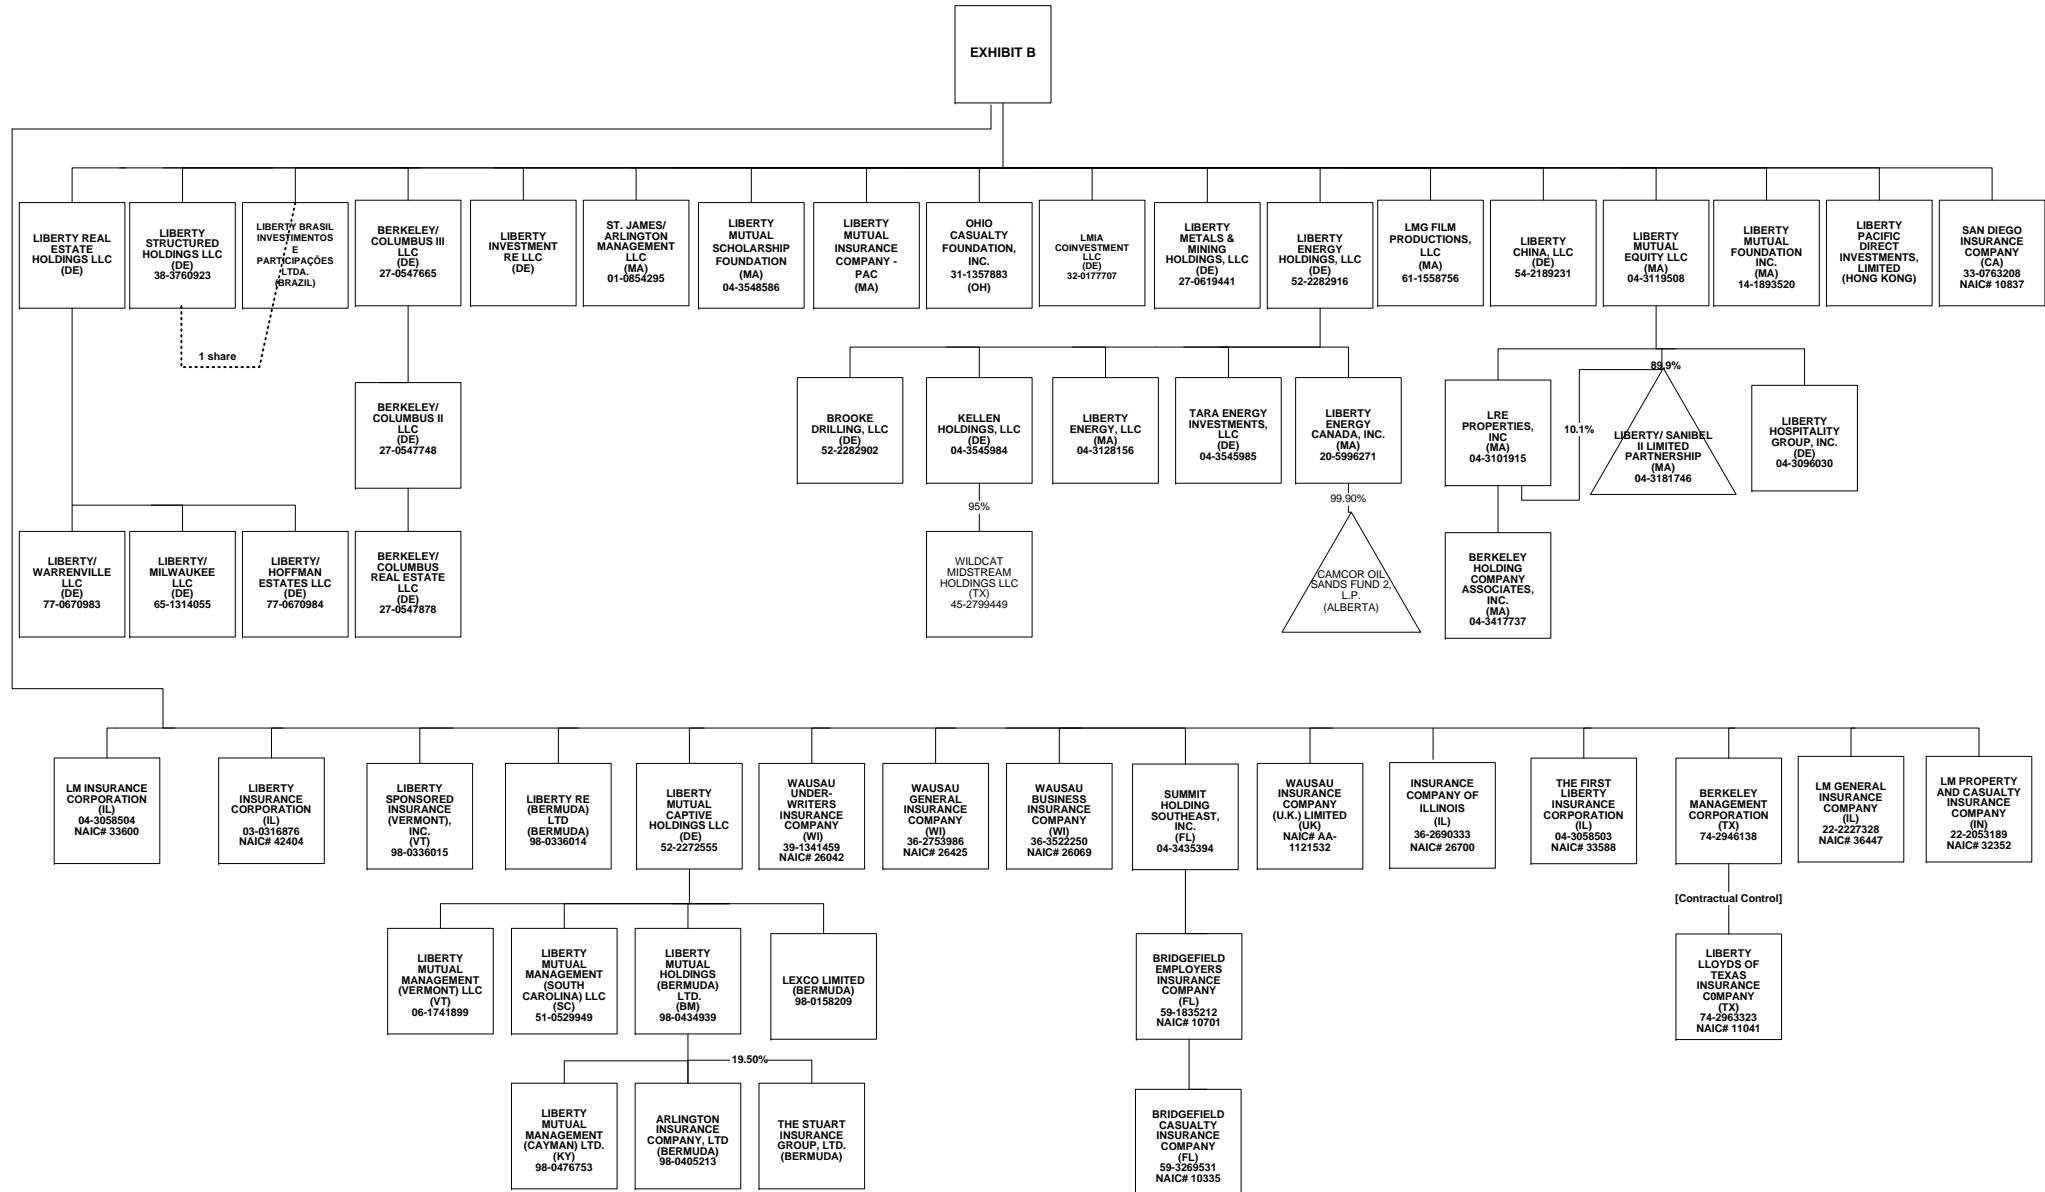 EXHIBIT B
LIBERTY REAL
ESTATE
HOLDINGS LLC
(DE)
LIBERTY
STRUCTURED
HOLDINGS LLC
(DE)
38-3760923
LIBERTY BRASIL
INVESTIMENTOS
E
PARTICIPAÇÕES
LTDA.
(BRAZIL)
BERKELEY/
COLUMBUS III
LLC
(DE)
27-0547665
LIBERTY
INVESTMENT
RE LLC
(DE)
ST. JAMES/
ARLINGTON
MANAGEMENT
LLC
(MA)
01-0854295
LIBERTY
MUTUAL
SCHOLARSHIP
FOUNDATION
(MA)
04-3548586
LIBERTY
MUTUAL
INSURANCE
COMPANY -
PAC
(MA)
OHIO
CASUALTY
FOUNDATION,
INC.
31-1357883
(OH)
LMIA
COINVESTMENT
LLC
(DE)
32-0177707
LIBERTY
METALS &
MINING
HOLDINGS, LLC
(DE)
27-0619441
LIBERTY
ENERGY
HOLDINGS, LLC
(DE)
52-2282916
LMG FILM
PRODUCTIONS,
LLC
(MA)
61-1558756
LIBERTY
CHINA, LLC
(DE)
54-2189231
LIBERTY
MUTUAL
EQUITY LLC
(MA)
04-3119508
LIBERTY
MUTUAL
FOUNDATION
INC.
(MA)
14-1893520
LIBERTY
PACIFIC
DIRECT
INVESTMENTS,
LIMITED
(HONG KONG)
SAN DIEGO
INSURANCE
COMPANY
(CA)
33-0763208
NAIC# 10837
1 share
BERKELEY/
COLUMBUS II
LLC
(DE)
27-0547748
BROOKE
DRILLING, LLC
(DE)
52-2282902
KELLEN
HOLDINGS, LLC
(DE)
04-3545984
LIBERTY
ENERGY, LLC
(MA)
04-3128156
TARA ENERGY
INVESTMENTS,
LLC
(DE)
04-3545985
LIBERTY
ENERGY
CANADA, INC.
(MA)
20-5996271
LRE
PROPERTIES,
INC
(MA)
04-3101915
10.1%
89.9%
LIBERTY/ SANIBEL
II LIMITED
PARTNERSHIP
(MA)
04-3181746
LIBERTY
HOSPITALITY
GROUP, INC.
(DE)
04-3096030
95%
99.90%
LIBERTY/
WARRENVILLE
LLC
(DE)
77-0670983
LIBERTY/
MILWAUKEE
LLC
(DE)
65-1314055
LIBERTY/
HOFFMAN
ESTATES LLC
(DE)
77-0670984
BERKELEY/
COLUMBUS
REAL ESTATE
LLC
(DE)
27-0547878
WILDCAT
MIDSTREAM
HOLDINGS LLC
(TX)
45-2799449
CAMCOR OIL
SANDS FUND 2,
L.P.
(ALBERTA)
BERKELEY
HOLDING
COMPANY
ASSOCIATES,
INC.
(MA)
04-3417737
LM INSURANCE
CORPORATION
(IL)
04-3058504
NAIC# 33600
LIBERTY
INSURANCE
CORPORATION
(IL)
03-0316876
NAIC# 42404
LIBERTY
SPONSORED
INSURANCE
(VERMONT),
INC.
(VT)
98-0336015
LIBERTY RE
(BERMUDA)
LTD
(BERMUDA)
98-0336014
LIBERTY
MUTUAL
CAPTIVE
HOLDINGS LLC
(DE)
52-2272555
WAUSAU
UNDER-
WRITERS
INSURANCE
COMPANY
(WI)
39-1341459
NAIC# 26042
WAUSAU
GENERAL
INSURANCE
COMPANY
(WI)
36-2753986
NAIC# 26425
WAUSAU
BUSINESS
INSURANCE
COMPANY
(WI)
36-3522250
NAIC# 26069
SUMMIT
HOLDING
SOUTHEAST,
INC.
(FL)
04-3435394
WAUSAU
INSURANCE
COMPANY
(U.K.) LIMITED
(UK)
NAIC# AA-
1121532
INSURANCE
COMPANY OF
ILLINOIS
(IL)
36-2690333
NAIC# 26700
THE FIRST
LIBERTY
INSURANCE
CORPORATION
(IL)
04-3058503
NAIC# 33588
BERKELEY
MANAGEMENT
CORPORATION
(TX)
74-2946138
LM GENERAL
INSURANCE
COMPANY
(IL)
22-2227328
NAIC# 36447
LM PROPERTY
AND CASUALTY
INSURANCE
COMPANY
(IN)
22-2053189
NAIC# 32352
[Contractual Control]
LIBERTY
MUTUAL
MANAGEMENT
(VERMONT) LLC
(VT)
06-1741899
LIBERTY
MUTUAL
MANAGEMENT
(SOUTH
CAROLINA) LLC
(SC)
51-0529949
LIBERTY
MUTUAL
HOLDINGS
(BERMUDA)
LTD.
(BM)
98-0434939
LEXCO LIMITED
(BERMUDA)
98-0158209
BRIDGEFIELD
EMPLOYERS
INSURANCE
COMPANY
(FL)
59-1835212
NAIC# 10701
LIBERTY
LLOYDS OF
TEXAS
INSURANCE
C0MPANY
(TX)
74-2963323
NAIC# 11041
19.50%
LIBERTY
MUTUAL
MANAGEMENT
(CAYMAN) LTD.
(KY)
98-0476753
ARLINGTON
INSURANCE
COMPANY, LTD
(BERMUDA)
98-0405213
THE STUART
INSURANCE
GROUP, LTD.
(BERMUDA)
BRIDGEFIELD
CASUALTY
INSURANCE
COMPANY
(FL)
59-3269531
NAIC# 10335